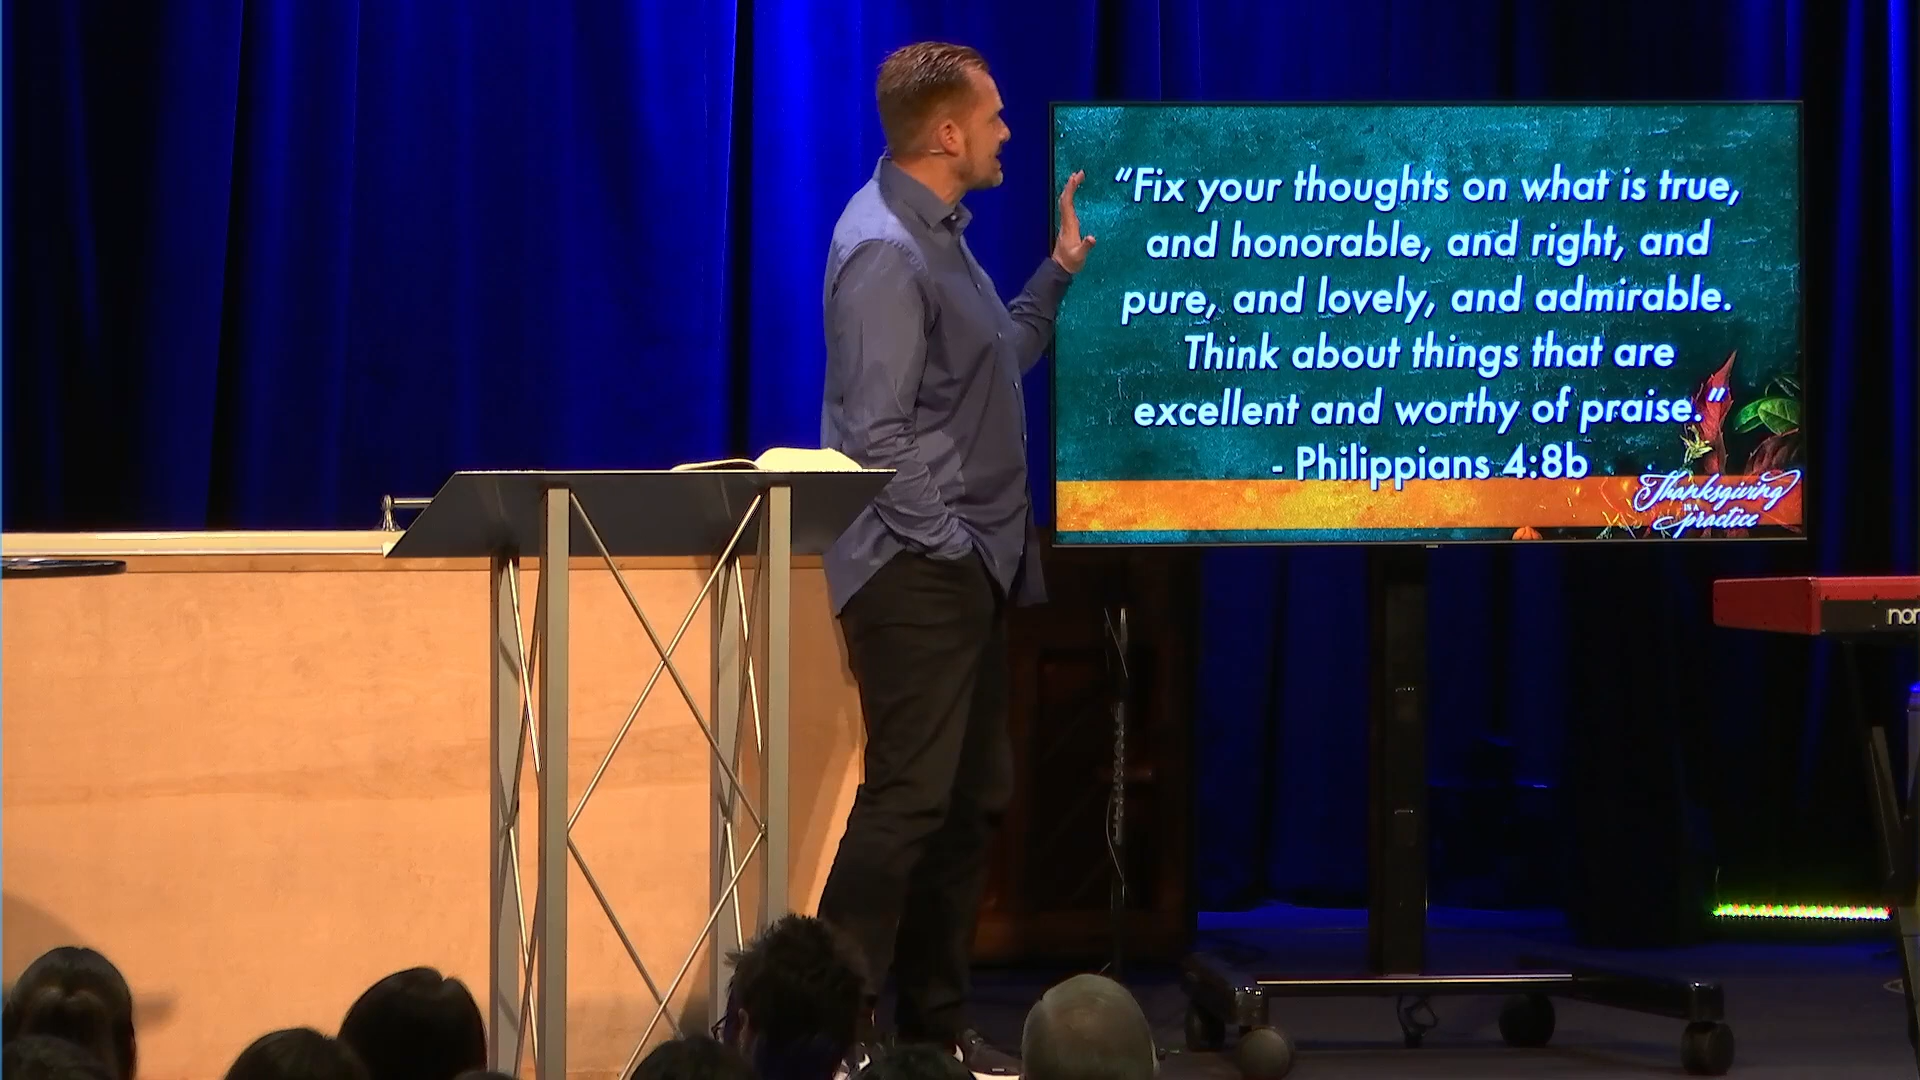 “Fix your thoughts on what is true,
and honorable, and right, and
pure, and lovely, and admirable.
Think about things that are
excellent and worthy of praise.”
- Philippians 4:8b
Thanksgiving
IS A
practice
nor